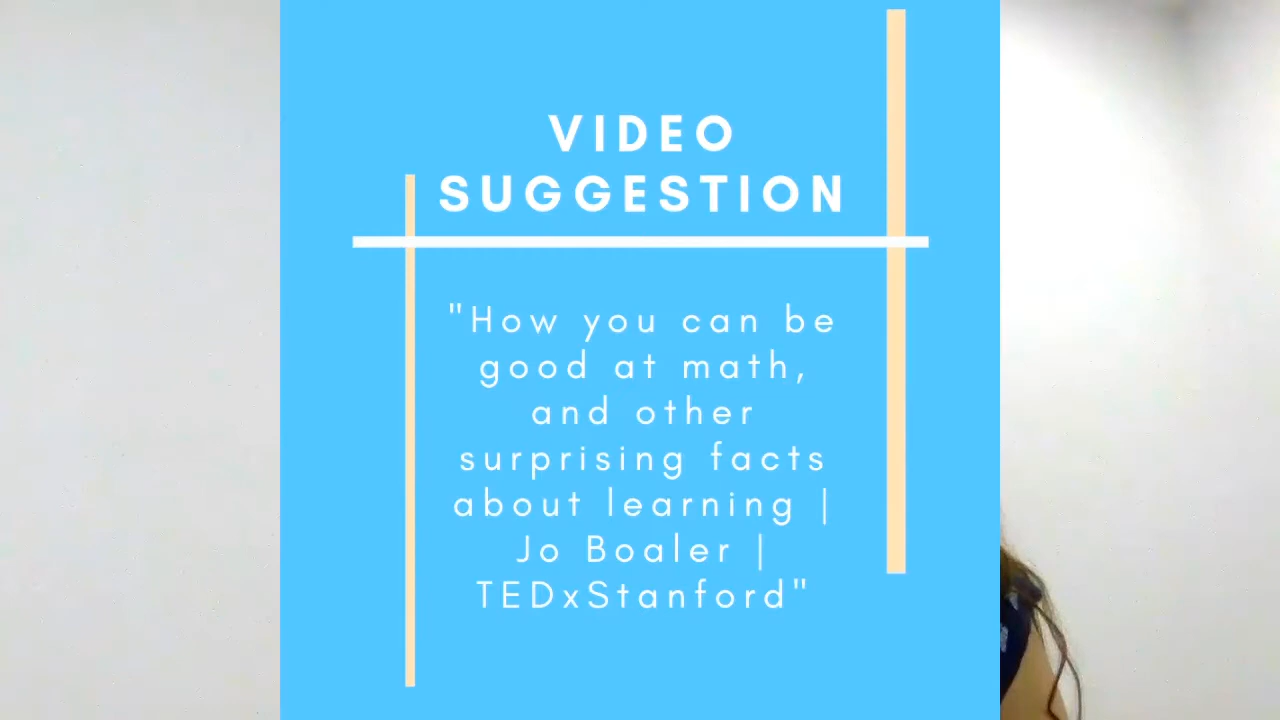 VIDEO
SUGGESTION
"How you can be
good at math,
and other
surprising facts
about learning |
Jo Boaler |
TEDxStanford"